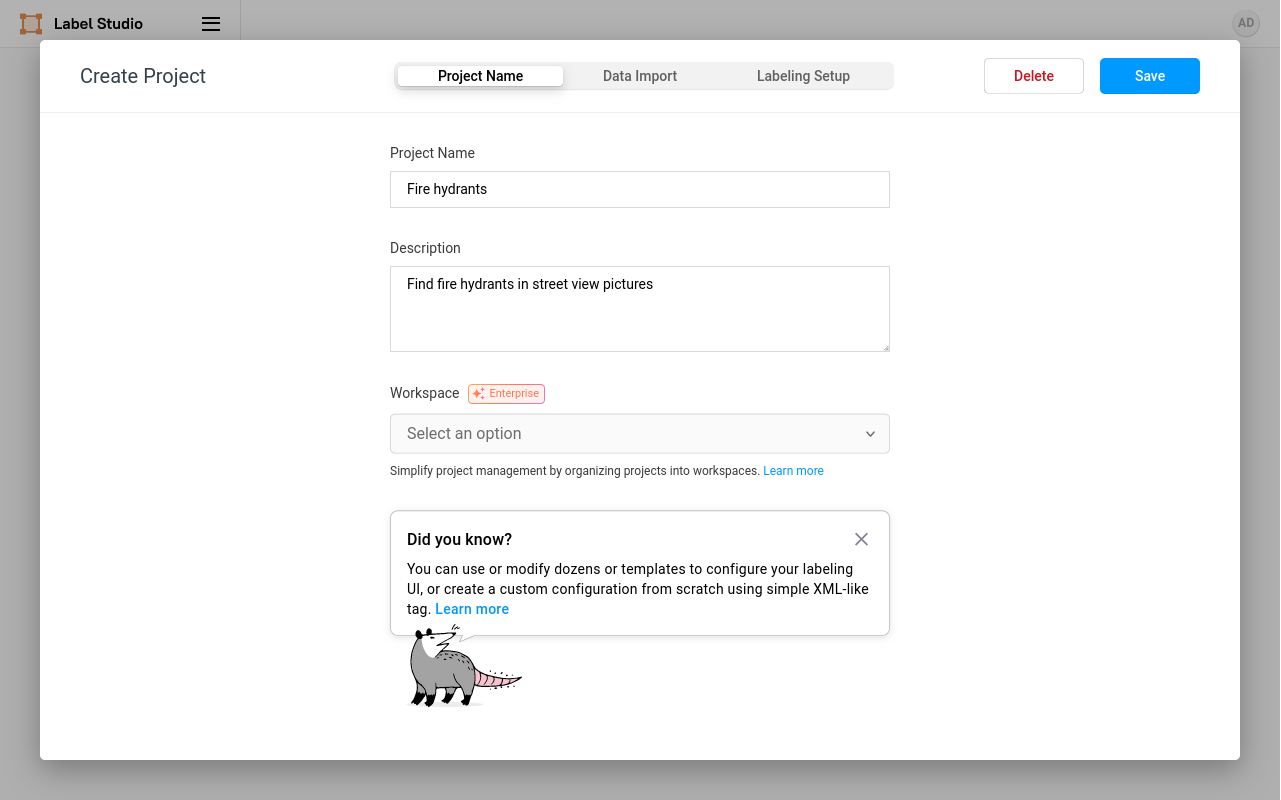 Label Studio
AD
Create Project
Project Name
Data Import
Labeling Setup
Delete
Save
Project Name
Fire hydrants
Description
Find fire hydrants in street view pictures
Workspace
Enterprise
Select an option
Simplify project management by organizing projects into workspaces. Learn more
Did you know?
You can use or modify dozens or templates to configure your labeling
UI, or create a custom configuration from scratch using simple XML-like
tag. Learn more